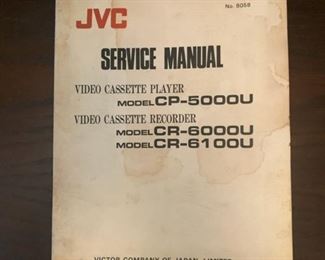 No. 8058
JVC
SERVICE MANUAL
VIDEO CASSETTE PLAYER
MODEL CP-5000U
VIDEO CASSETTE RECORDER
MODEL CR-6000U
MODEL CR-6100U
VICTOR COMPANY OF JAPAN, LIMITED